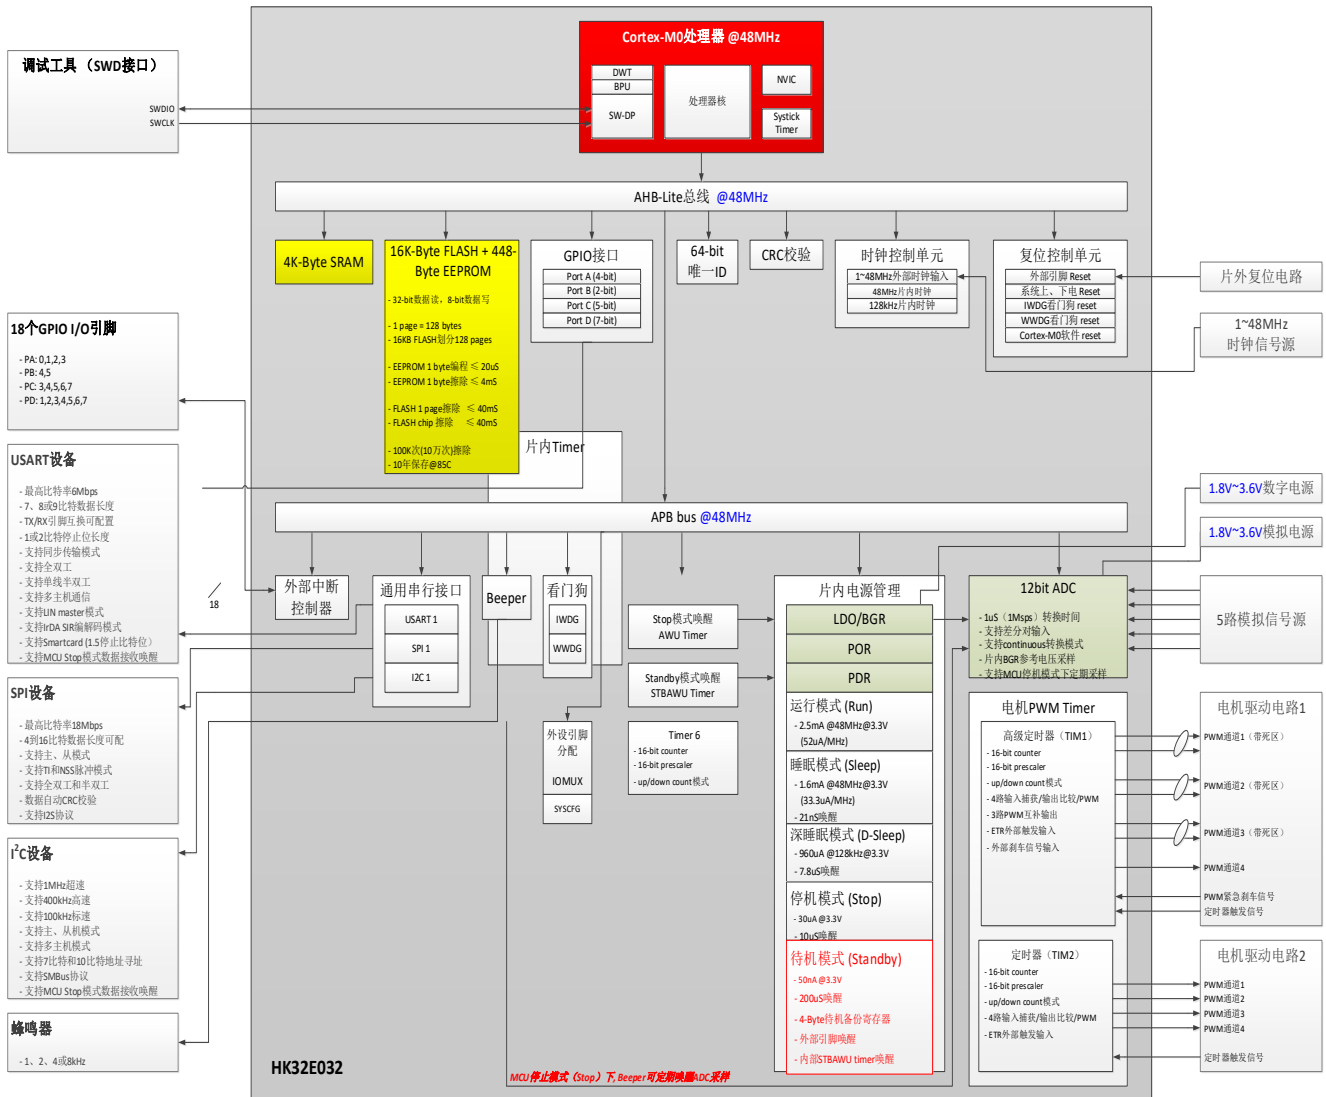 Cortex-M0处理器 @48MHz
DWT
BPU
SW-DP
处理器核
NVIC
Systick
Timer
调试工具 （SWD接口）
SWDIO
SWCLK
AHB-Lite总线 @48MHz
4K-Byte SRAM
16K-Byte FLASH + 448-
Byte EEPROM
- 32-bit数据读，8-bit数据写
- 1 page = 128 bytes
- 16KB FLASH划分128 pages
- EEPROM 1 byte编程 ≤ 20uS
- EEPROM 1 byte擦除 ≤ 4mS
- FLASH 1 page擦除 ≤ 40mS
- FLASH chip 擦除 ≤ 40mS
- 100K次(10万次)擦除
- 10年保存@85C
GPIO接口
Port A (4-bit)
Port B (2-bit)
Port C (5-bit)
Port D (7-bit)
64-bit
唯一ID
CRC校验
时钟控制单元
1~48MHz外部时钟输入
48MHz片内时钟
128kHz片内时钟
复位控制单元
外部引脚 Reset
系统上、下电 Reset
IWDG看门狗 reset
WWDG看门狗 reset
Cortex-M0软件 reset
片外复位电路
1~48MHz
时钟信号源
18个GPIO I/O引脚
- PA: 0,1,2,3
- PB: 4,5
- PC: 3,4,5,6,7
- PD: 1,2,3,4,5,6,7
片内Timer
USART设备
- 最高比特率6Mbps
- 7、8或9比特数据长度
- TX/RX引脚互换可配置
- 1或2比特停止位长度
- 支持同步传输模式
- 支持全双工
- 支持单线半双工
- 支持多主机通信
- 支持LIN master模式
- 支持IrDA SIR编解码模式
- 支持Smartcard (1.5停止比特位）
- 支持MCU Stop模式数据接收唤醒
18
APB bus @48MHz
1.8V~3.6V数字电源
1.8V~3.6V模拟电源
外部中断
控制器
通用串行接口
USART 1
SPI 1
I2C 1
Beeper
看门狗
IWDG
WWDG
Stop模式唤醒
AWU Timer
Standby模式唤醒
STBAWU Timer
片内电源管理
LDO/BGR
POR
PDR
12bit ADC
- 1uS（1Msps）转换时间
- 支持差分对输入
- 支持continuous转换模式
- 片内BGR参考电压采样
- 支持MCU停机模式下定期采样
5路模拟信号源
SPI设备
- 最高比特率18Mbps
- 4到16比特数据长度可配
- 支持主、从模式
- 支持TI和NSS脉冲模式
- 支持全双工和半双工
- 数据自动CRC校验
- 支持I2S协议
外设引脚
分配
IOMUX
SYSCFG
Timer 6
- 16-bit counter
- 16-bit prescaler
- up/down count模式
运行模式 (Run)
- 2.5mA @48MHz@3.3V
(52uA/MHz)
睡眠模式 (Sleep)
- 1.6mA @48MHz@3.3V
(33.3uA/MHz)
- 21nS唤醒
深睡眠模式 (D-Sleep)
- 960uA @128kHz@3.3V
- 7.8uS唤醒
停机模式 (Stop)
- 30uA @3.3V
- 10uS唤醒
待机模式 (Standby)
- 50nA @3.3V
- 200uS唤醒
- 4-Byte待机备份寄存器
- 外部引脚唤醒
- 内部STBAWU timer唤醒
电机PWM Timer
高级定时器（TIM1）
- 16-bit counter
- 16-bit prescaler
- up/down count模式
- 4路输入捕获/输出比较/PWM
- 3路PWM互补输出
- ETR外部触发输入
- 外部刹车信号输入
电机驱动电路1
PWM通道1（带死区）
PWM通道2（带死区）
PWM通道3（带死区）
PWM通道4
PWM紧急刹车信号
定时器触发信号
I²C设备
- 支持1MHz超速
- 支持400kHz高速
- 支持100kHz标速
- 支持主、从机模式
- 支持多主机模式
- 支持7比特和10比特地址寻址
- 支持SMBus协议
- 支持MCU Stop模式数据接收唤醒
定时器（TIM2）
- 16-bit counter
- 16-bit prescaler
- up/down count模式
- 4路输入捕获/输出比较/PWM
- ETR外部触发输入
电机驱动电路2
PWM通道1
PWM通道2
PWM通道3
PWM通道4
定时器触发信号
蜂鸣器
- 1、2、4或8kHz
HK32E032
MCU停止模式（Stop）下, Beeper可定期唤醒ADC采样